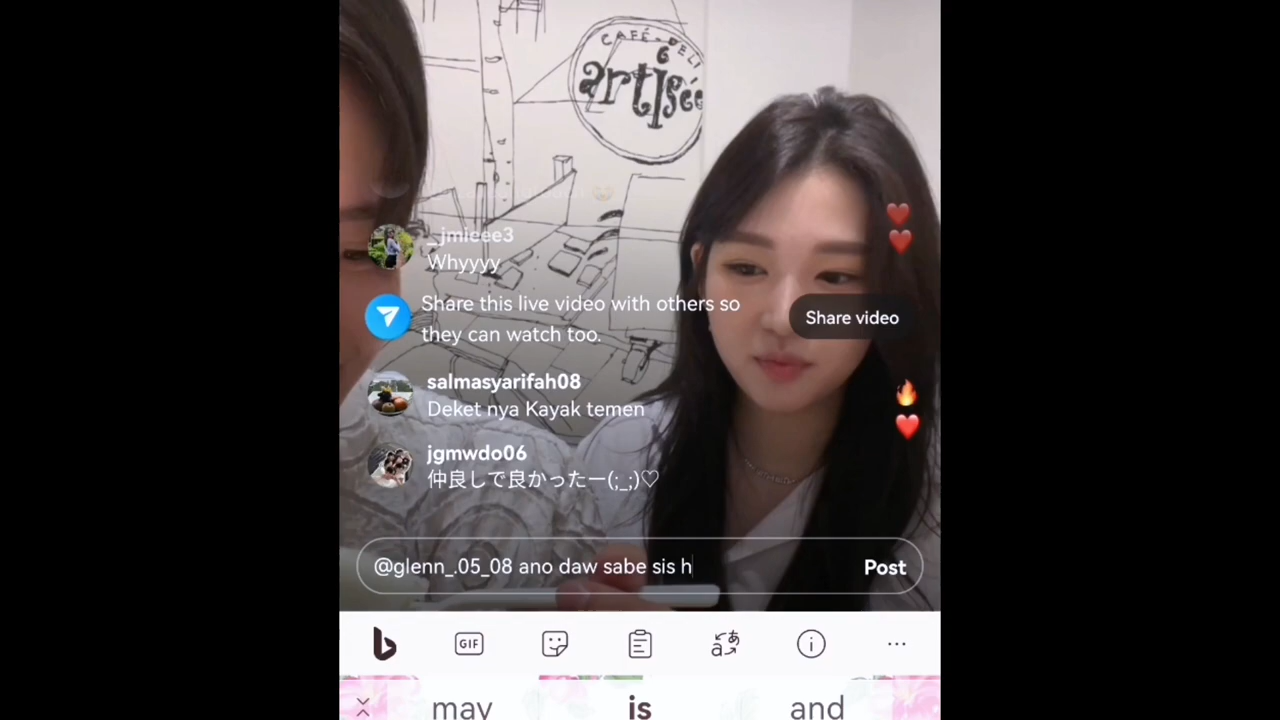 CAFÉ-DELI
artisée
_jmieee3
Whyyyy
Share this live video with others so
they can watch too.
Share video
salmasyarifah08
Deket nya Kayak temen
jgmwdo06
仲良しで良かったー(;_;)♡
@glenn_.05_08 ano daw sabe sis h
Post
GIF
may
is
and